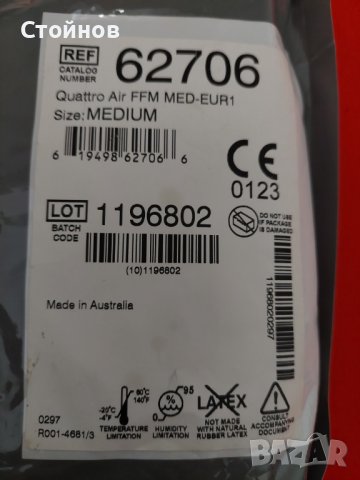 Стойнов
REF 62706
CATALOG
NUMBER
Quattro Air FFM MED-EUR1
Size: MEDIUM
6 19498 62706 6
CE
0123
LOT 1196802
BATCH
CODE
(10)1196802
DO NOT USE
IF PACKAGE
IS DAMAGED
11968020297
Made in Australia
60°C
140°F
-20°C
-4°F
TEMPERATURE
LIMITATION
95
%
0
HUMIDITY
LIMITATION
LATEX
NOT MADE
WITH NATURAL
RUBBER LATEX
CONSULT
ACCOMPANYING
DOCUMENT
0297
R001-4681/3
BAZAR